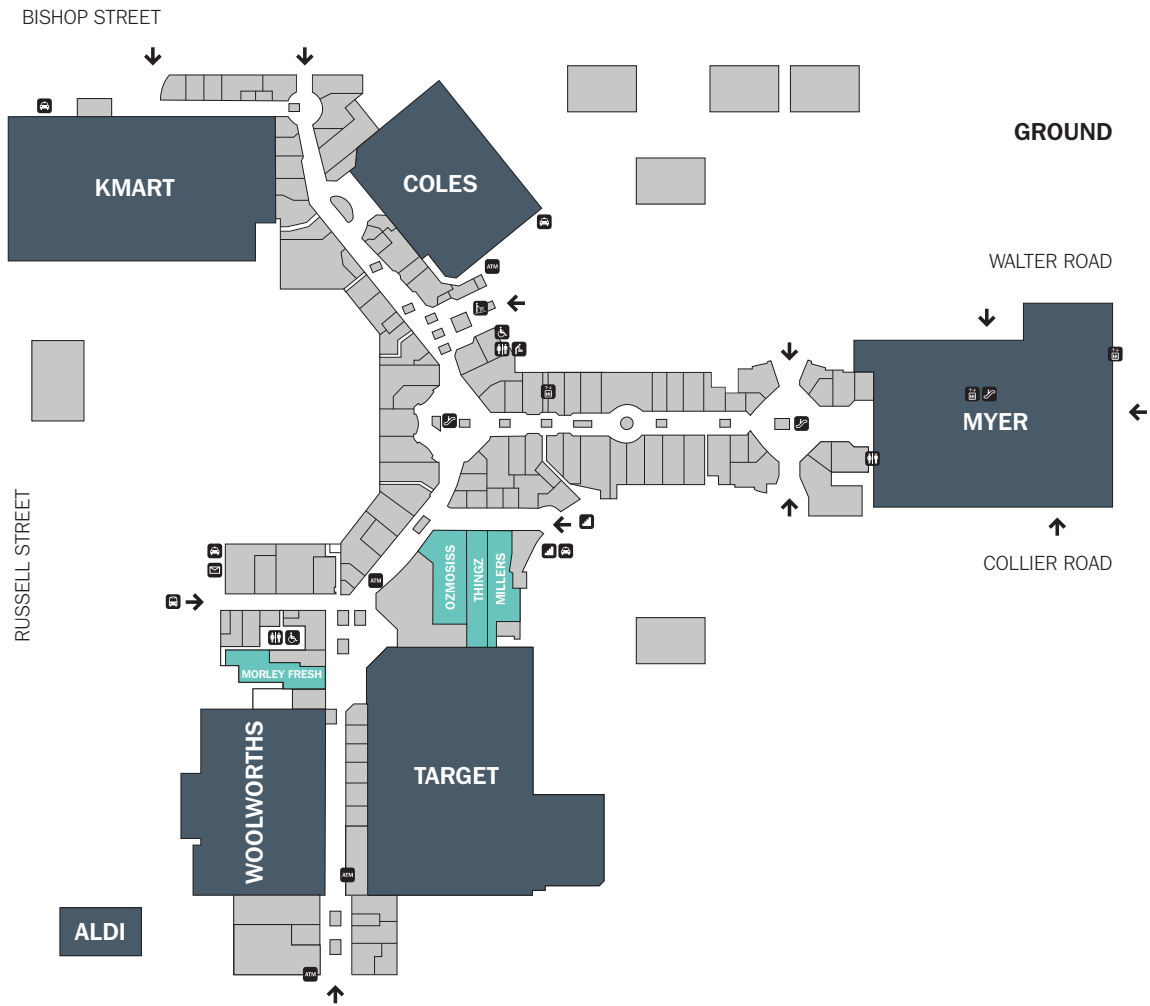 BISHOP STREET
GROUND
KMART
COLES
WALTER ROAD
ATM
MYER
RUSSELL STREET
COLLIER ROAD
OZMOSISS
THINGZ
MILLERS
ATM
MORLEY FRESH
WOOLWORTHS
TARGET
ATM
ALDI
ATM